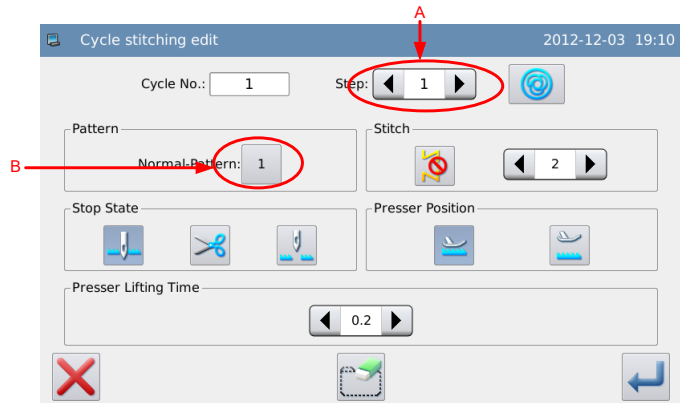 A
Cycle stitching edit 2012-12-03 19:10
Cycle No.: 1 Step: 1
Pattern Stitch
B Normal-Pattern: 1 2
Stop State Presser Position
Presser Lifting Time
0.2